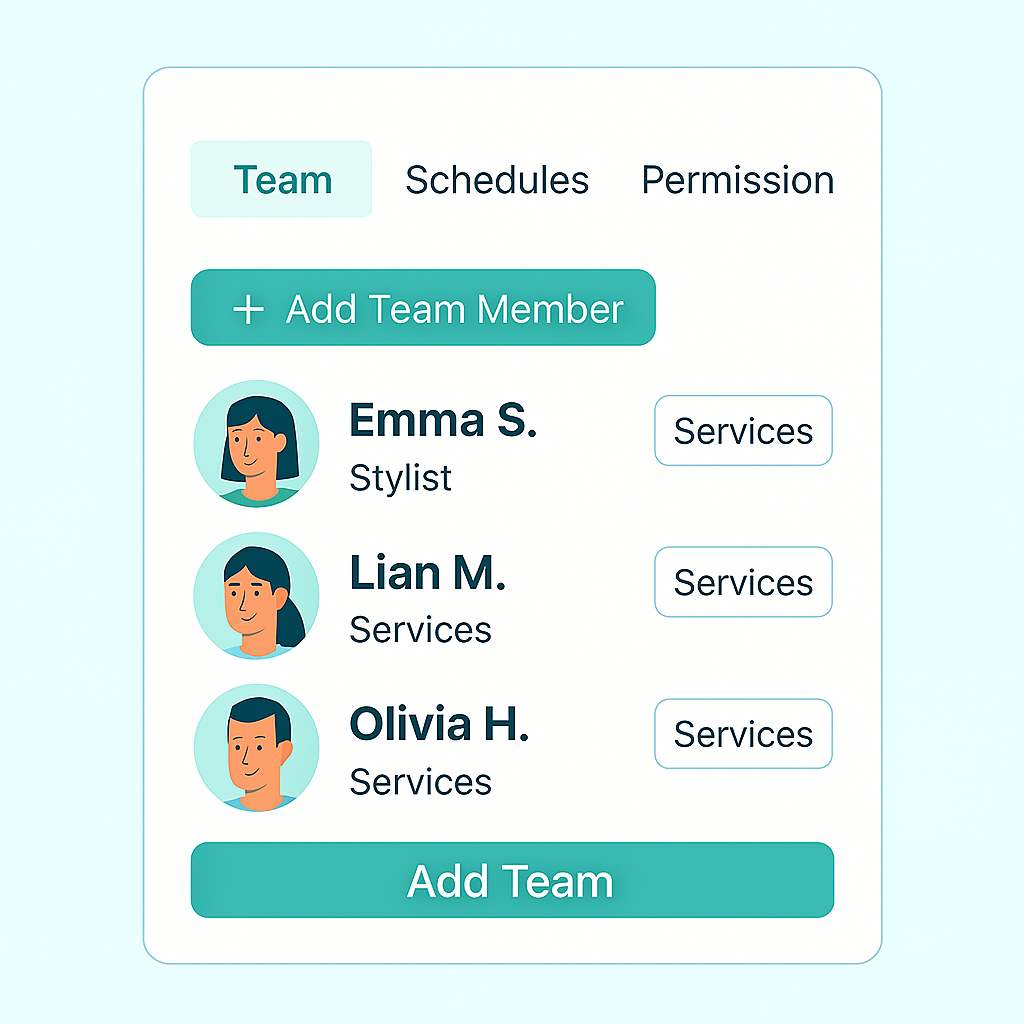 Team Schedules Permission
+ Add Team Member
Emma S.
Stylist
Services
Lian M.
Services
Services
Olivia H.
Services
Services
Add Team